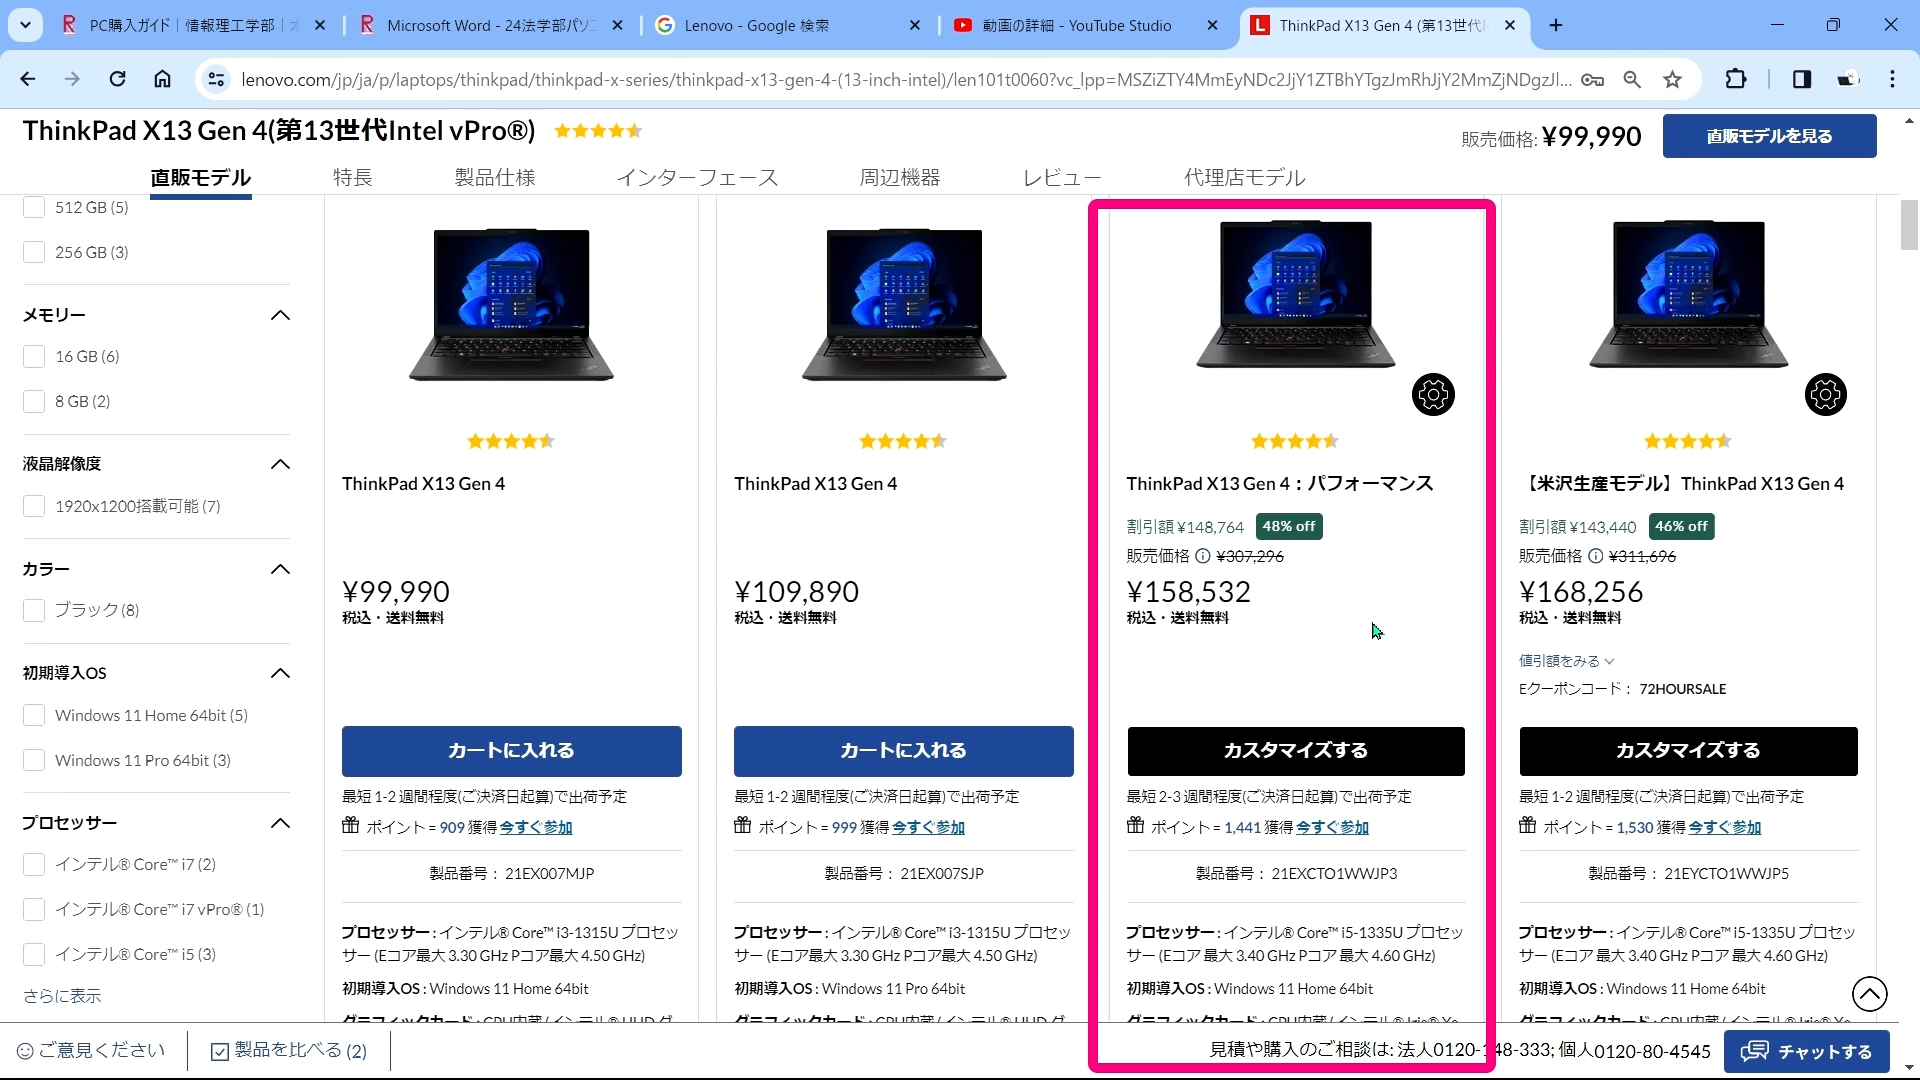 PC購入ガイド｜情報理工学部｜
Microsoft Word - 24法学部パソ
Lenovo - Google 検索
動画の詳細 - YouTube Studio
ThinkPad X13 Gen 4 (第13世代I
lenovo.com/jp/ja/p/laptops/thinkpad/thinkpad-x-series/thinkpad-x13-gen-4-(13-inch-intel)/len101t0060?vc_lpp=MSZiZTY4MmEyNDc2JjY1ZTBhYTgzJmRhJjY2MmZjNDgzJl...
ThinkPad X13 Gen 4(第13世代Intel vPro®)
販売価格: ¥99,990
直販モデルを見る
直販モデル
特長
製品仕様
インターフェース
周辺機器
レビュー
代理店モデル
512 GB (5)
256 GB (3)
メモリー
16 GB (6)
8 GB (2)
液晶解像度
1920x1200搭載可能 (7)
カラー
ブラック (8)
初期導入OS
Windows 11 Home 64bit (5)
Windows 11 Pro 64bit (3)
プロセッサー
インテル® Core™ i7 (2)
インテル® Core™ i7 vPro® (1)
インテル® Core™ i5 (3)
さらに表示
ThinkPad X13 Gen 4
¥99,990
税込・送料無料
カートに入れる
最短 1-2 週間程度(ご決済日起算)で出荷予定
ポイント = 909 獲得 今すぐ参加
製品番号： 21EX007MJP
プロセッサー : インテル® Core™ i3-1315U プロセッ
サー (Eコア最大 3.30 GHz Pコア最大 4.50 GHz)
初期導入OS : Windows 11 Home 64bit
ThinkPad X13 Gen 4
¥109,890
税込・送料無料
カートに入れる
最短 1-2 週間程度(ご決済日起算)で出荷予定
ポイント = 999 獲得 今すぐ参加
製品番号： 21EX007SJP
プロセッサー : インテル® Core™ i3-1315U プロセッ
サー (Eコア最大 3.30 GHz Pコア最大 4.50 GHz)
初期導入OS : Windows 11 Pro 64bit
ThinkPad X13 Gen 4：パフォーマンス
割引額 ¥148,764 48% off
販売価格 ¥307,296
¥158,532
税込・送料無料
カスタマイズする
最短 2-3 週間程度(ご決済日起算)で出荷予定
ポイント = 1,441 獲得 今すぐ参加
製品番号： 21EXCTO1WWJP3
プロセッサー : インテル® Core™ i5-1335U プロセッ
サー (Eコア 最大 3.40 GHz Pコア 最大 4.60 GHz)
初期導入OS : Windows 11 Home 64bit
【米沢生産モデル】ThinkPad X13 Gen 4
割引額 ¥143,440 46% off
販売価格 ¥311,696
¥168,256
税込・送料無料
値引額をみる
Eクーポンコード： 72HOURSALE
カスタマイズする
最短 1-2 週間程度(ご決済日起算)で出荷予定
ポイント = 1,530 獲得 今すぐ参加
製品番号： 21EYCTO1WWJP5
プロセッサー : インテル® Core™ i5-1335U プロセッ
サー (Eコア 最大 3.40 GHz Pコア 最大 4.60 GHz)
初期導入OS : Windows 11 Home 64bit
ご意見ください
製品を比べる (2)
見積や購入のご相談は: 法人0120-148-333; 個人0120-80-4545
チャットする